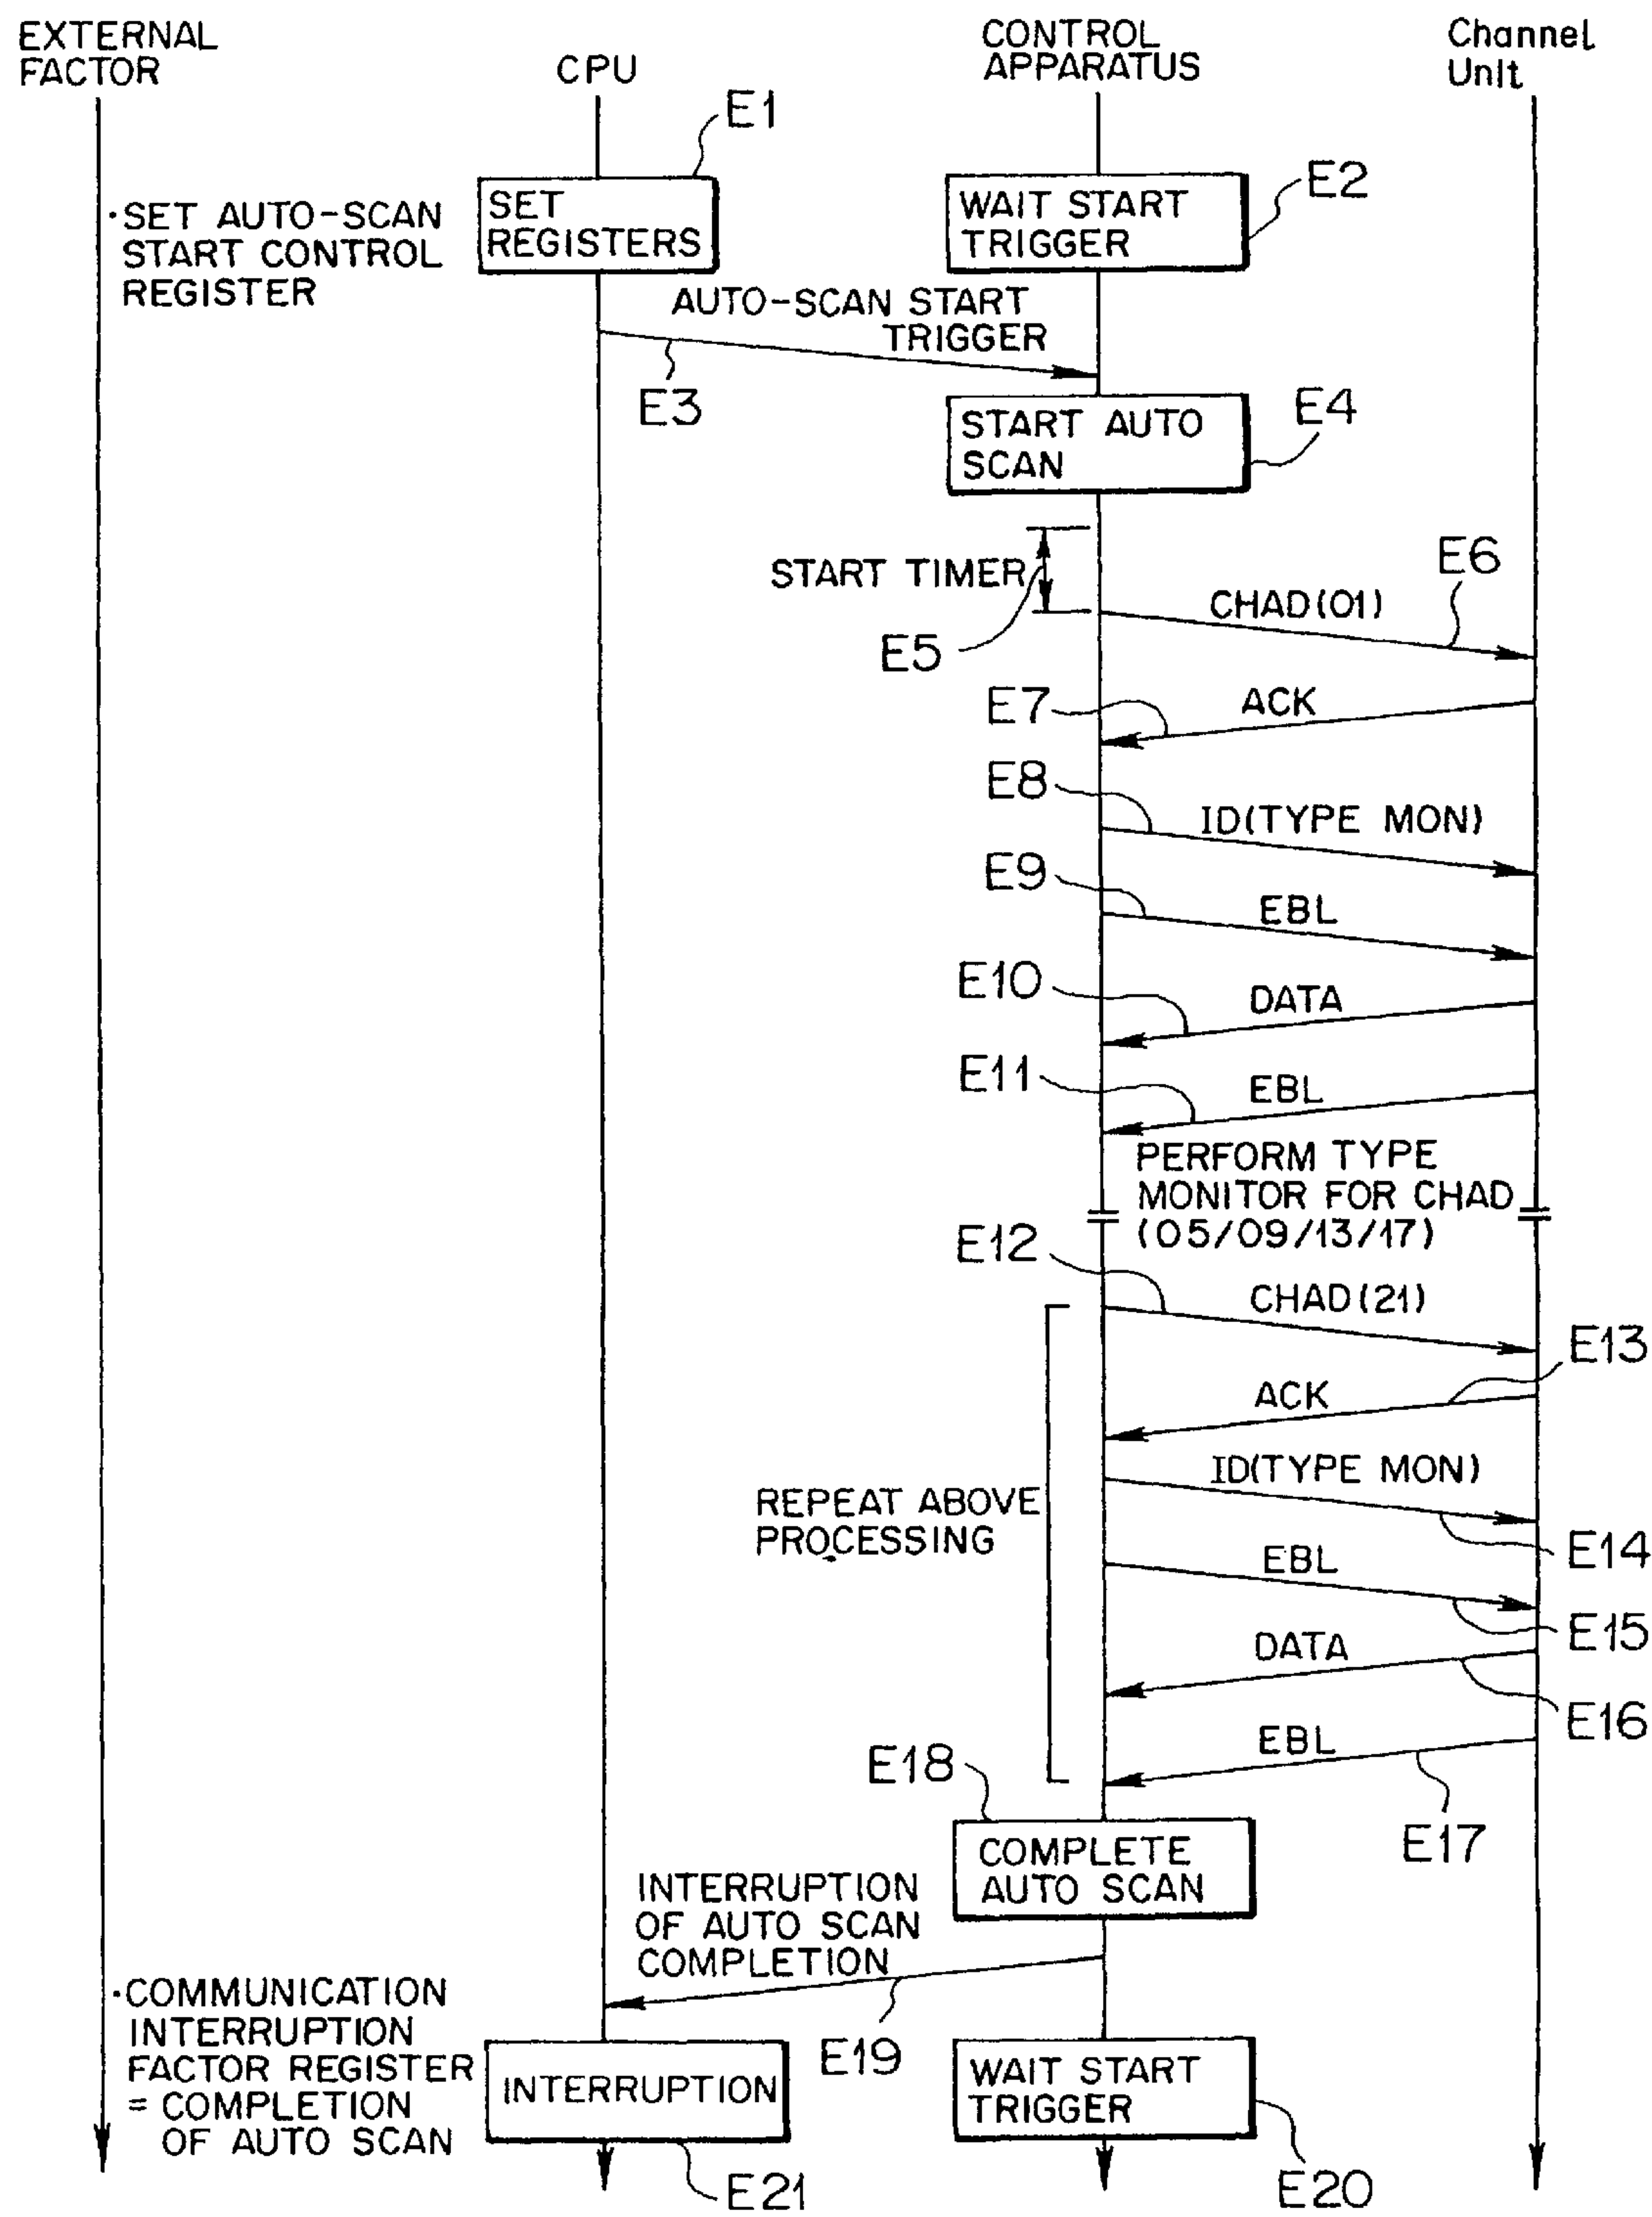 EXTERNAL
FACTOR
CPU
CONTROL
APPARATUS
Channel
Unit
E1
SET
REGISTERS
WAIT START
TRIGGER
E2
·SET AUTO-SCAN
START CONTROL
REGISTER
AUTO-SCAN START
TRIGGER
E3
START AUTO
SCAN
E4
START TIMER
E5
CHAD(01)
E6
E7
ACK
E8
ID(TYPE MON)
E9
EBL
E10
DATA
E11
EBL
PERFORM TYPE
MONITOR FOR CHAD
(05/09/13/17)
E12
CHAD(21)
E13
ACK
ID(TYPE MON)
E14
REPEAT ABOVE
PROCESSING
EBL
E15
DATA
E16
EBL
E17
E18
COMPLETE
AUTO SCAN
INTERRUPTION
OF AUTO SCAN
COMPLETION
E19
·COMMUNICATION
INTERRUPTION
FACTOR REGISTER
= COMPLETION
OF AUTO SCAN
INTERRUPTION
E21
WAIT START
TRIGGER
E20